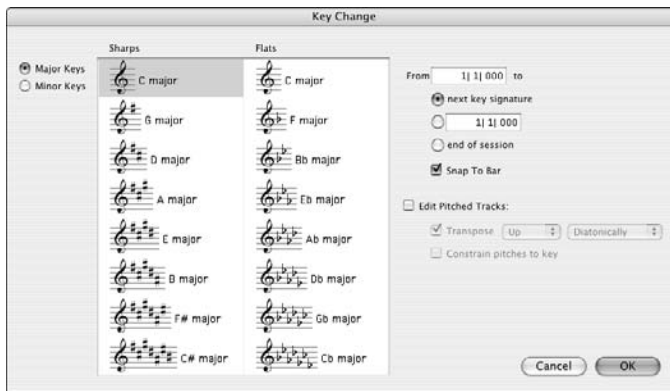 Key Change
Sharps
Flats
Major Keys
Minor Keys
C major
G major
D major
A major
E major
B major
F# major
C# major
C major
F major
Bb major
Eb major
Ab major
Db major
Gb major
Cb major
From 1| 1| 000 to
next key signature
1| 1| 000
end of session
Snap To Bar
Edit Pitched Tracks:
Transpose Up Diatonically
Constrain pitches to key
Cancel OK